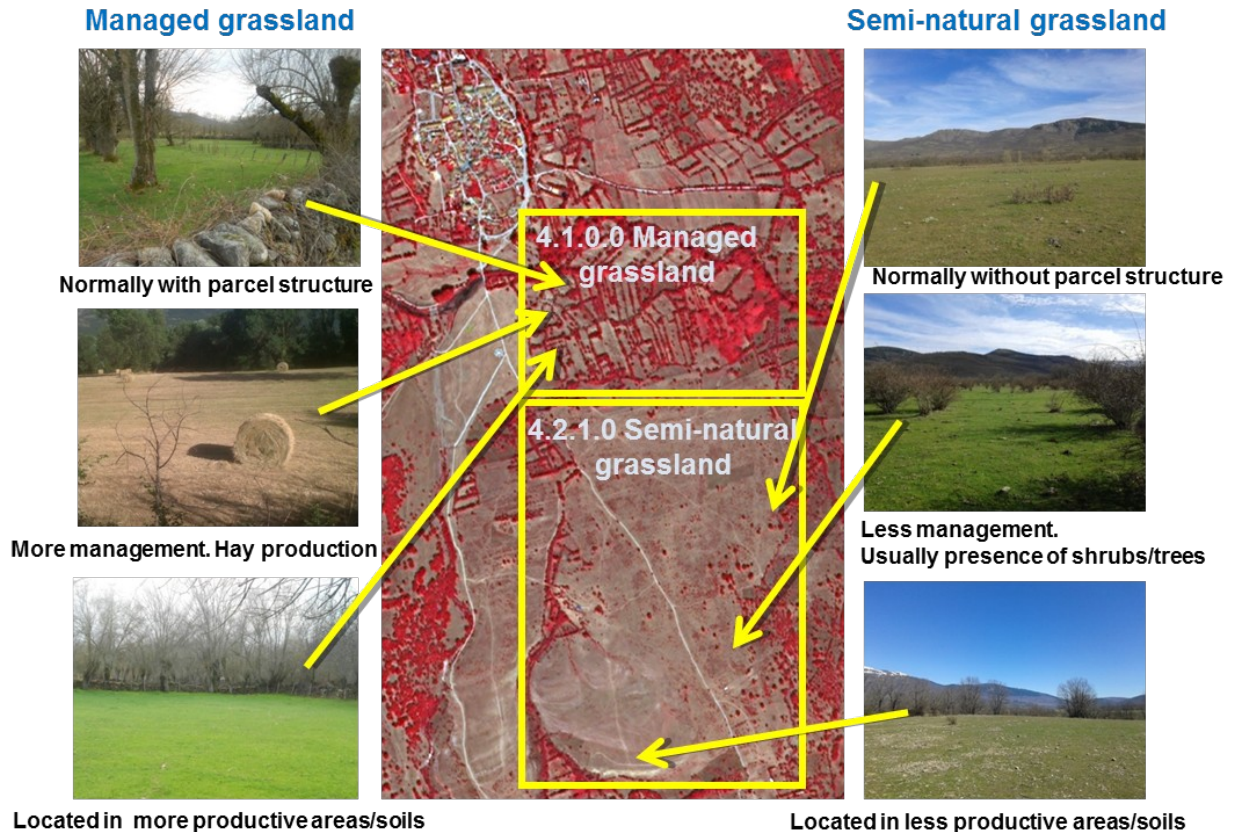 Managed grassland
Semi-natural grassland
Normally with parcel structure
More management. Hay production
Located in more productive areas/soils
4.1.0.0 Managed
grassland
4.2.1.0 Semi-natural
grassland
Normally without parcel structure
Less management.
Usually presence of shrubs/trees
Located in less productive areas/soils